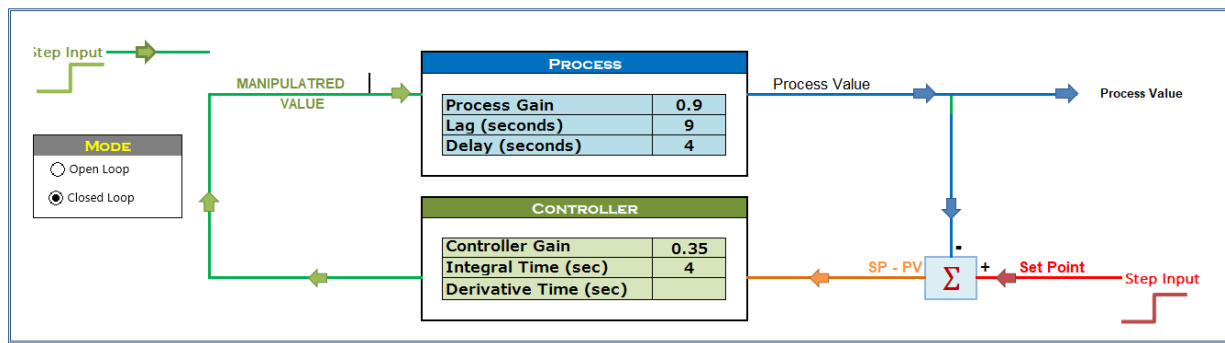 Step Input
MANIPULATRED
VALUE
MODE
Open Loop
Closed Loop
PROCESS
Process Gain 0.9
Lag (seconds) 9
Delay (seconds) 4
Process Value
Process Value
CONTROLLER
Controller Gain 0.35
Integral Time (sec) 4
Derivative Time (sec)
SP - PV
-
Σ
+
Set Point
Step Input